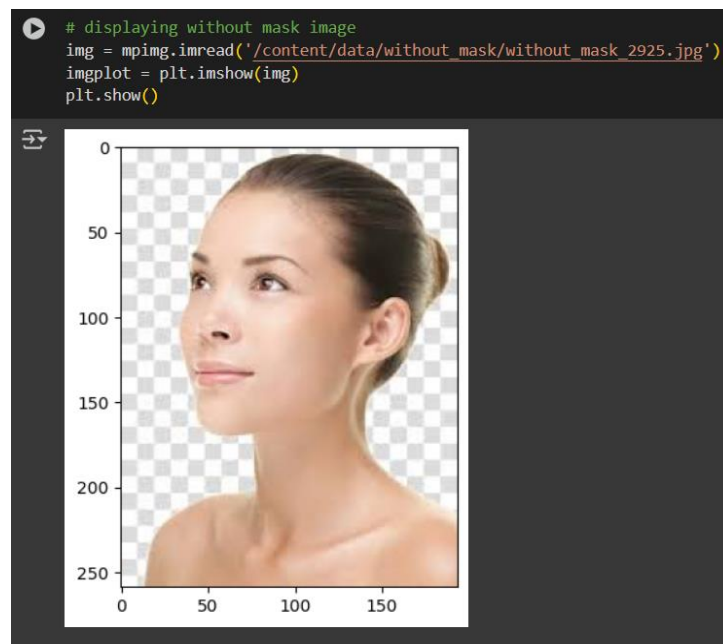 # displaying without mask image
img = mpimg.imread('/content/data/without_mask/without_mask_2925.jpg')
imgplot = plt.imshow(img)
plt.show()
0
50
100
150
200
250
0 50 100 150